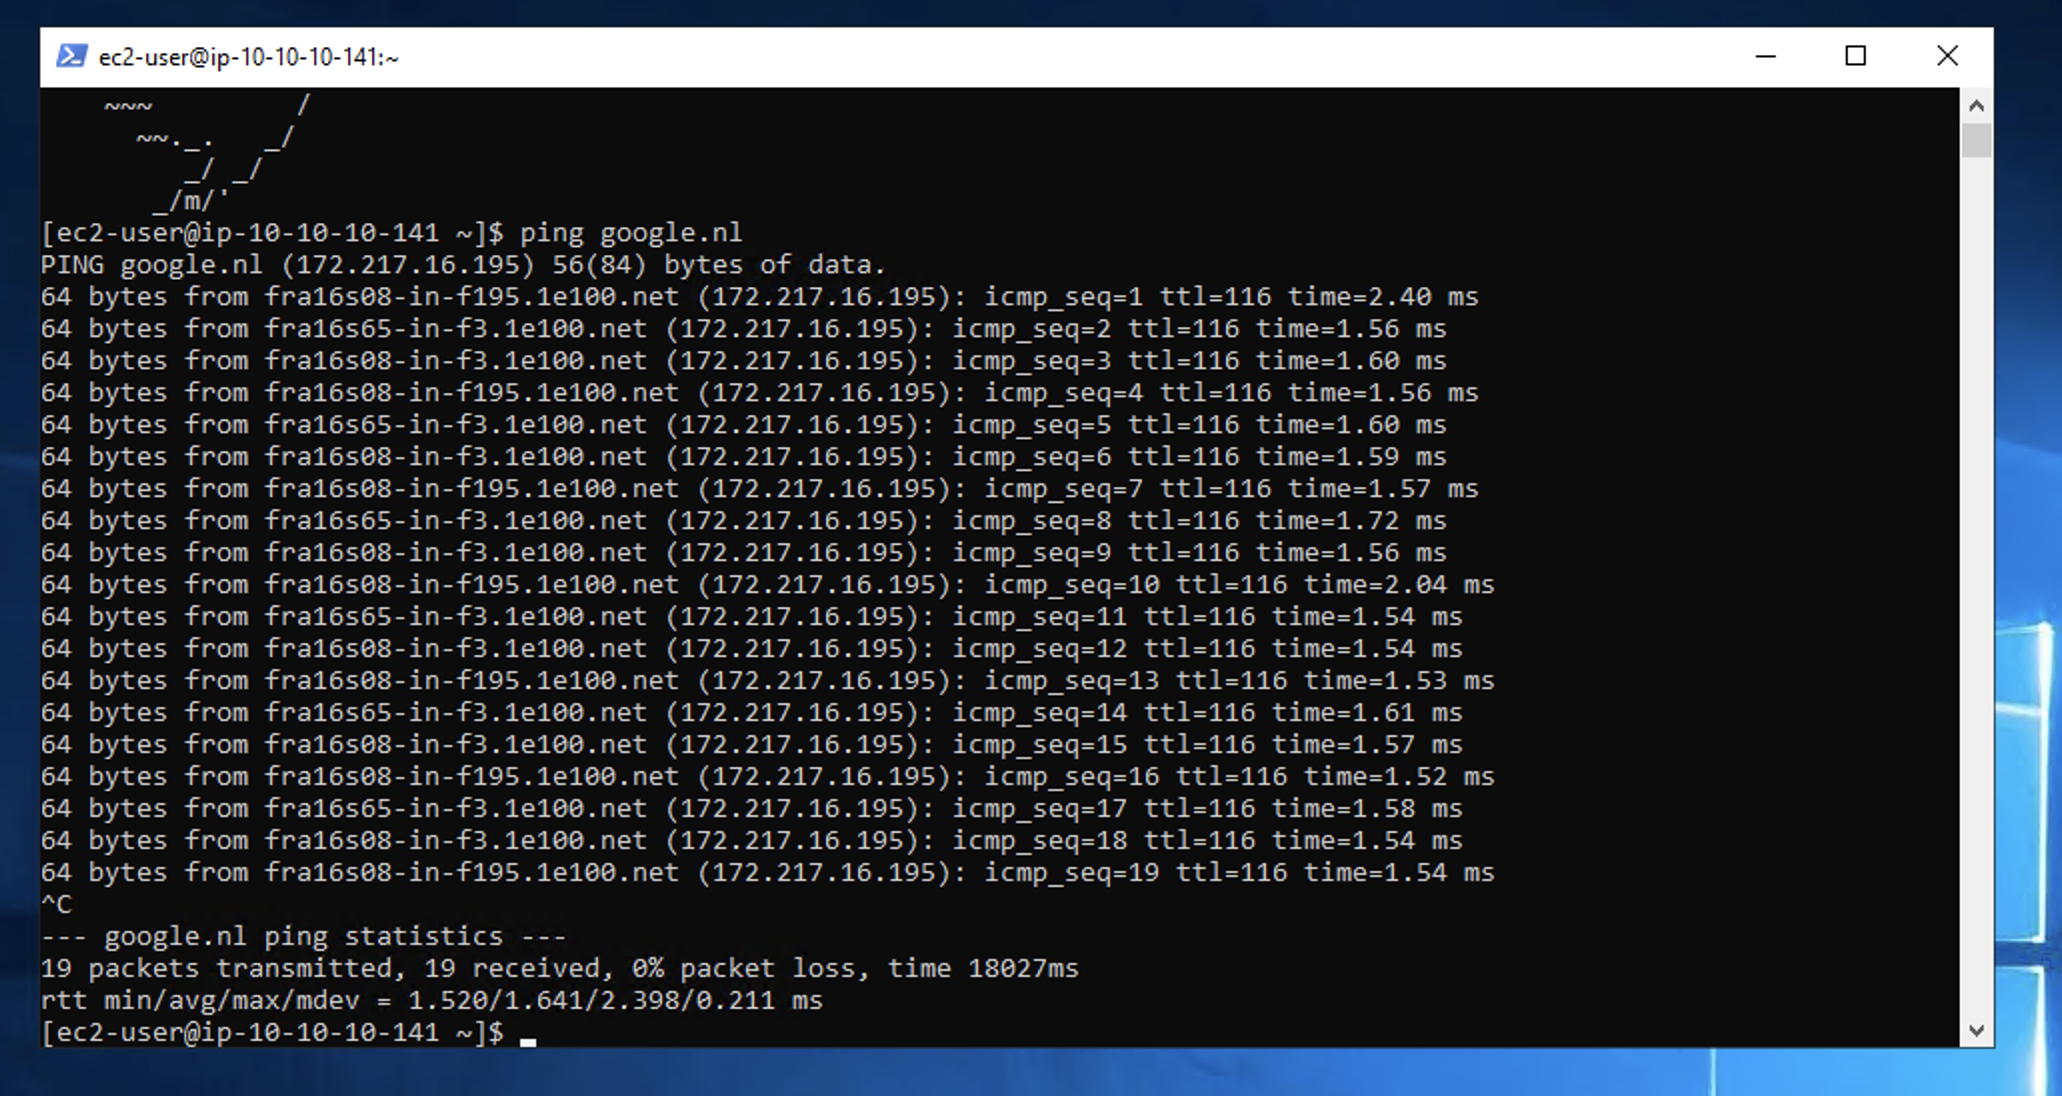 ec2-user@ip-10-10-10-141:~
~~~         /
~~._.   _/
_/ _/
_/m/'
[ec2-user@ip-10-10-10-141 ~]$ ping google.nl
PING google.nl (172.217.16.195) 56(84) bytes of data.
64 bytes from fra16s08-in-f195.1e100.net (172.217.16.195): icmp_seq=1 ttl=116 time=2.40 ms
64 bytes from fra16s65-in-f3.1e100.net (172.217.16.195): icmp_seq=2 ttl=116 time=1.56 ms
64 bytes from fra16s08-in-f3.1e100.net (172.217.16.195): icmp_seq=3 ttl=116 time=1.60 ms
64 bytes from fra16s08-in-f195.1e100.net (172.217.16.195): icmp_seq=4 ttl=116 time=1.56 ms
64 bytes from fra16s65-in-f3.1e100.net (172.217.16.195): icmp_seq=5 ttl=116 time=1.60 ms
64 bytes from fra16s08-in-f3.1e100.net (172.217.16.195): icmp_seq=6 ttl=116 time=1.59 ms
64 bytes from fra16s08-in-f195.1e100.net (172.217.16.195): icmp_seq=7 ttl=116 time=1.57 ms
64 bytes from fra16s65-in-f3.1e100.net (172.217.16.195): icmp_seq=8 ttl=116 time=1.72 ms
64 bytes from fra16s08-in-f3.1e100.net (172.217.16.195): icmp_seq=9 ttl=116 time=1.56 ms
64 bytes from fra16s08-in-f195.1e100.net (172.217.16.195): icmp_seq=10 ttl=116 time=2.04 ms
64 bytes from fra16s65-in-f3.1e100.net (172.217.16.195): icmp_seq=11 ttl=116 time=1.54 ms
64 bytes from fra16s08-in-f3.1e100.net (172.217.16.195): icmp_seq=12 ttl=116 time=1.54 ms
64 bytes from fra16s08-in-f195.1e100.net (172.217.16.195): icmp_seq=13 ttl=116 time=1.53 ms
64 bytes from fra16s65-in-f3.1e100.net (172.217.16.195): icmp_seq=14 ttl=116 time=1.61 ms
64 bytes from fra16s08-in-f3.1e100.net (172.217.16.195): icmp_seq=15 ttl=116 time=1.57 ms
64 bytes from fra16s08-in-f195.1e100.net (172.217.16.195): icmp_seq=16 ttl=116 time=1.52 ms
64 bytes from fra16s65-in-f3.1e100.net (172.217.16.195): icmp_seq=17 ttl=116 time=1.58 ms
64 bytes from fra16s08-in-f3.1e100.net (172.217.16.195): icmp_seq=18 ttl=116 time=1.54 ms
64 bytes from fra16s08-in-f195.1e100.net (172.217.16.195): icmp_seq=19 ttl=116 time=1.54 ms
^C
--- google.nl ping statistics ---
19 packets transmitted, 19 received, 0% packet loss, time 18027ms
rtt min/avg/max/mdev = 1.520/1.641/2.398/0.211 ms
[ec2-user@ip-10-10-10-141 ~]$